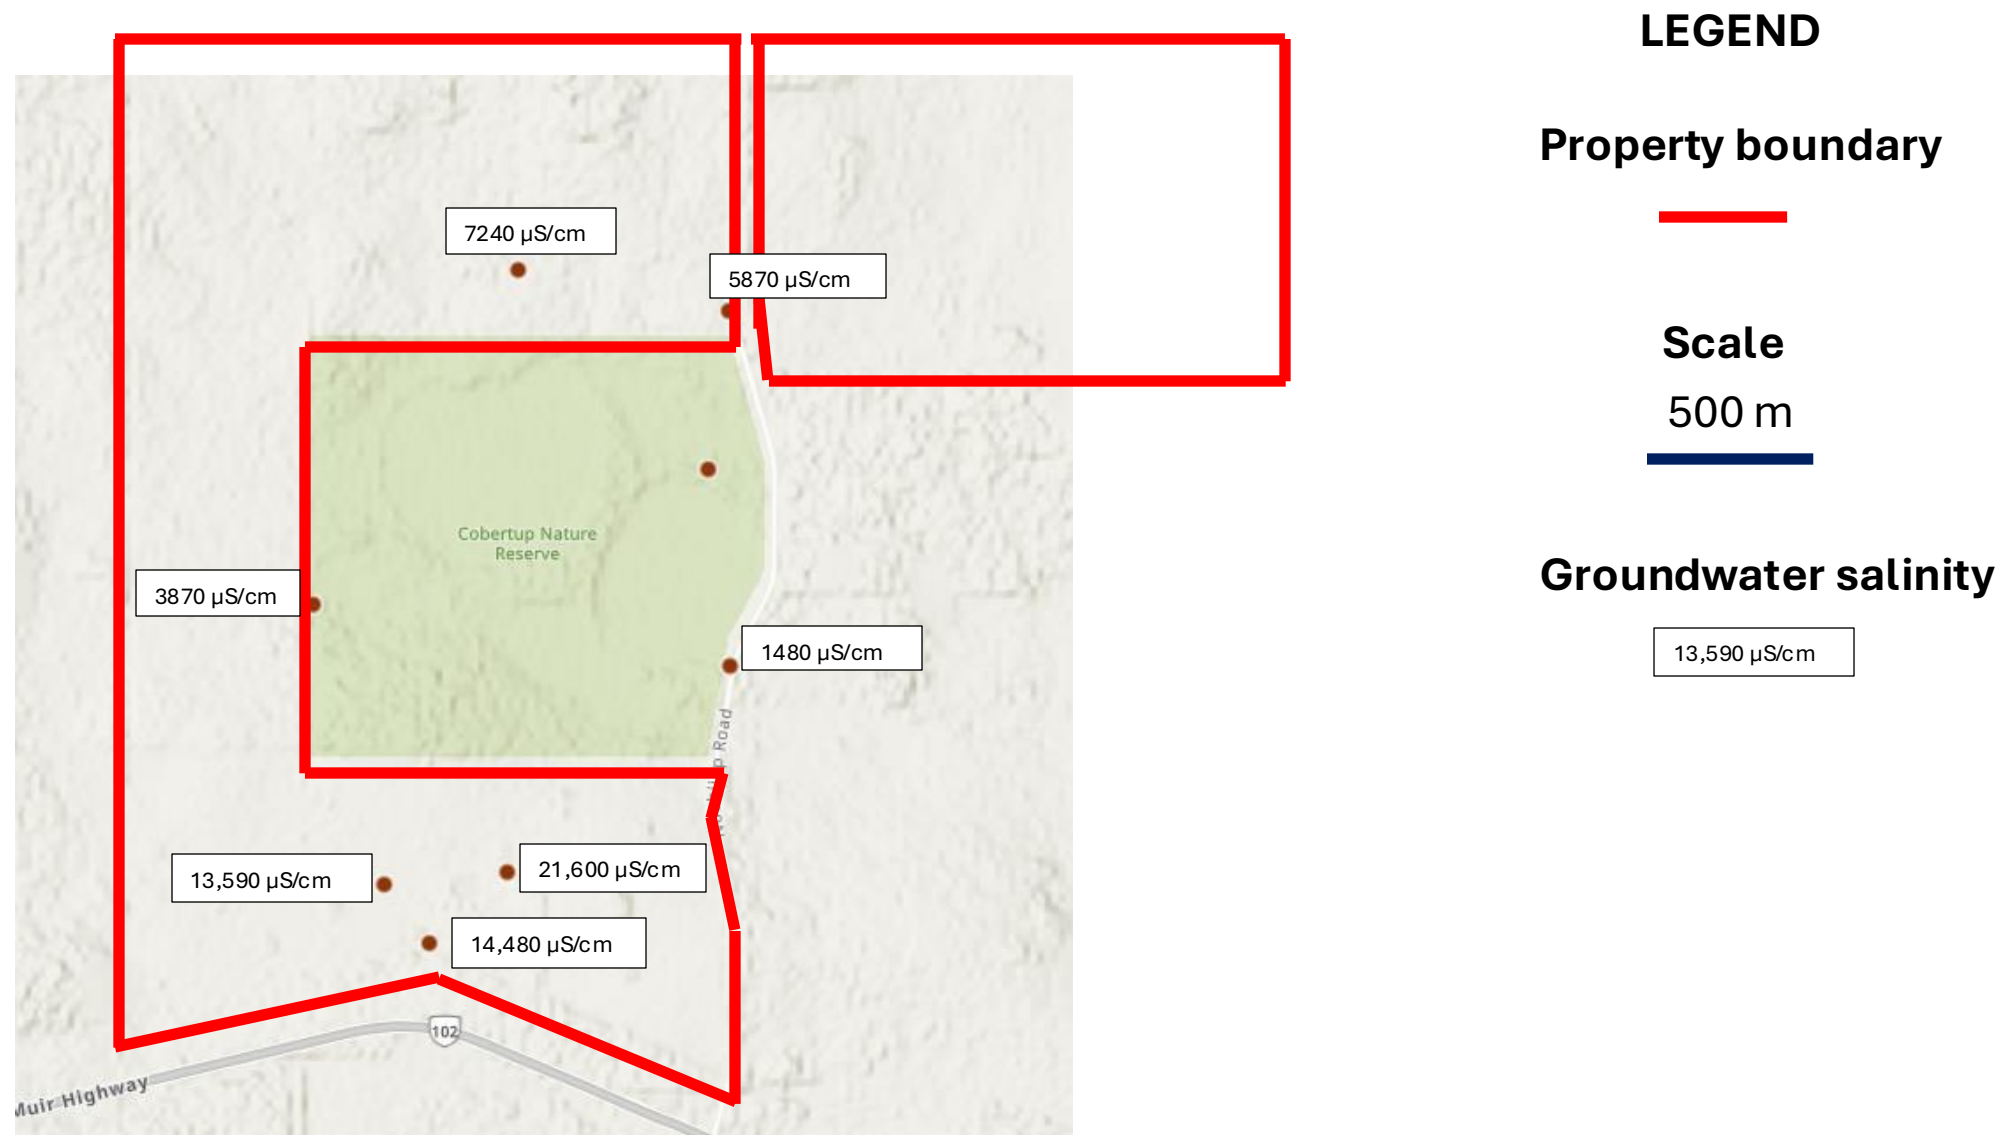 LEGEND
Property boundary
Scale
500 m
Groundwater salinity
13,590 µS/cm
7240 µS/cm
5870 µS/cm
Cobertup Nature
Reserve
3870 µS/cm
1480 µS/cm
Road
21,600 µS/cm
13,590 µS/cm
14,480 µS/cm
102
Muir Highway